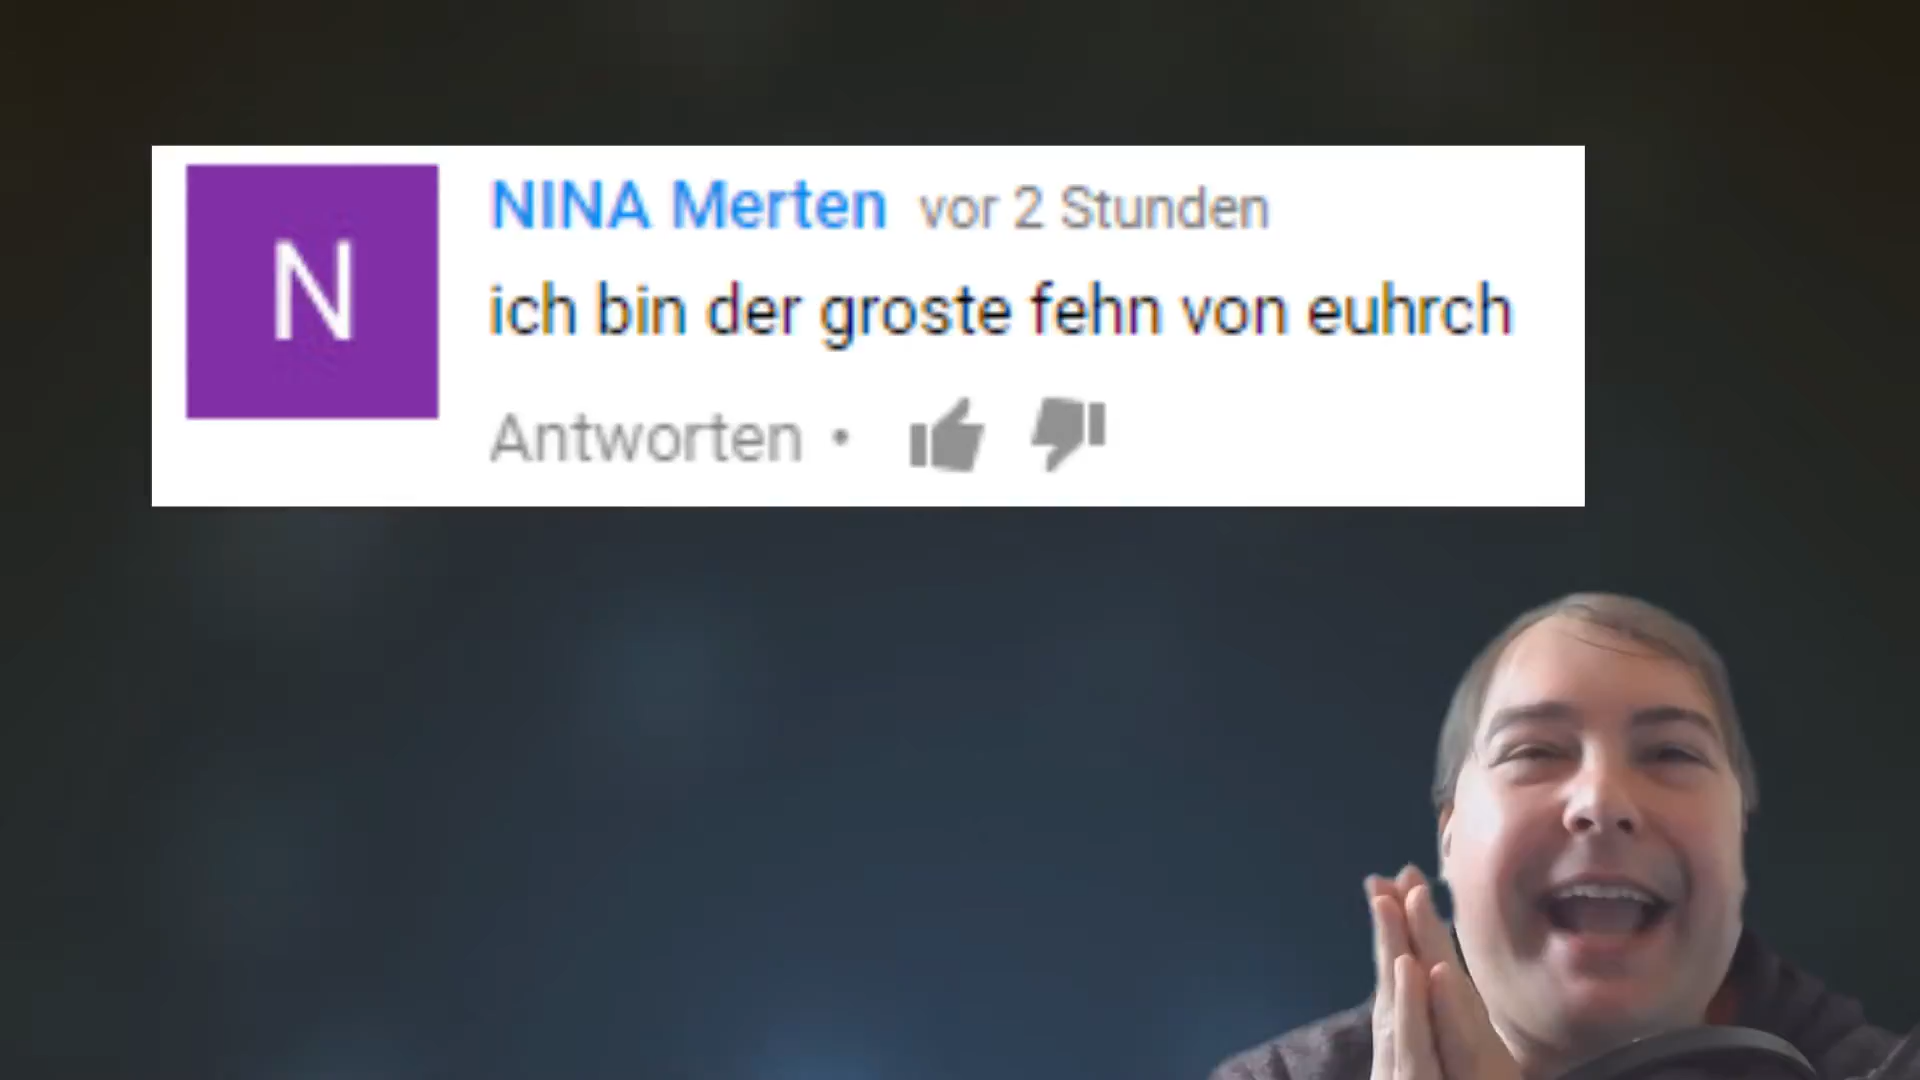 N
NINA Merten vor 2 Stunden
ich bin der groste fehn von euhrch
Antworten •